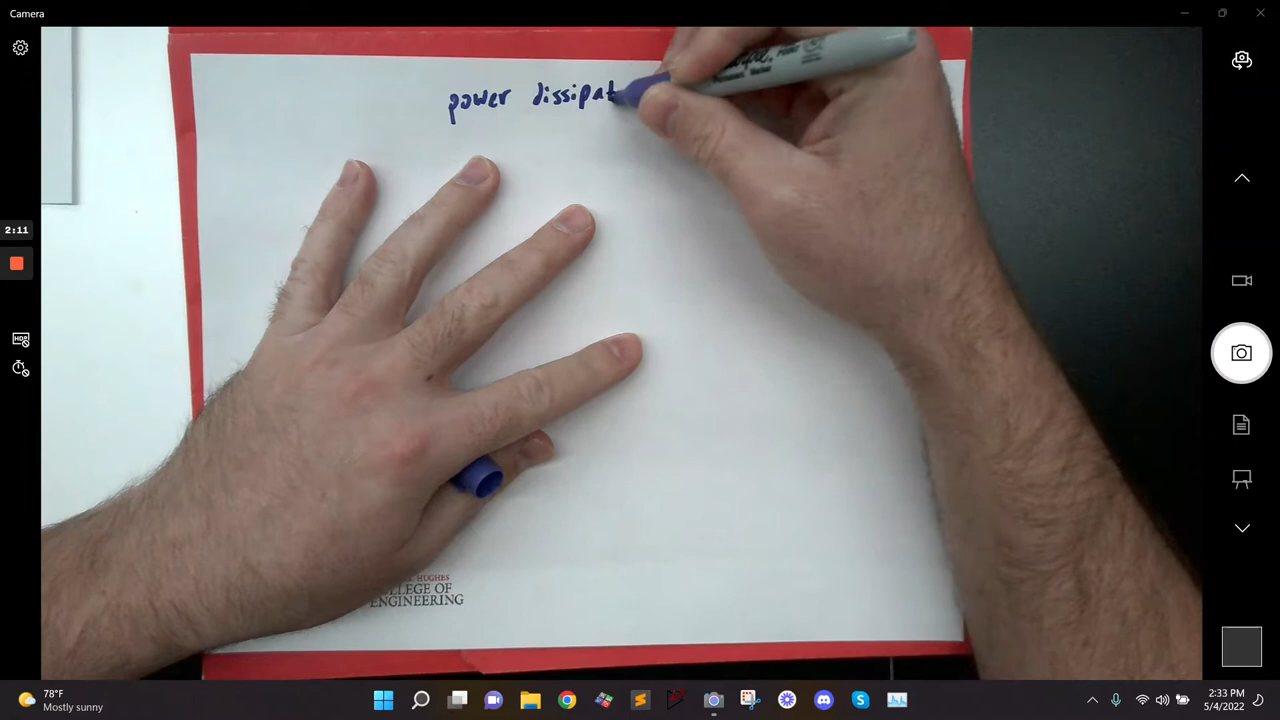 Camera
power dissipat
2:11
HUGHES
COLLEGE OF
ENGINEERING
78°F
Mostly sunny
2:33 PM
5/4/2022